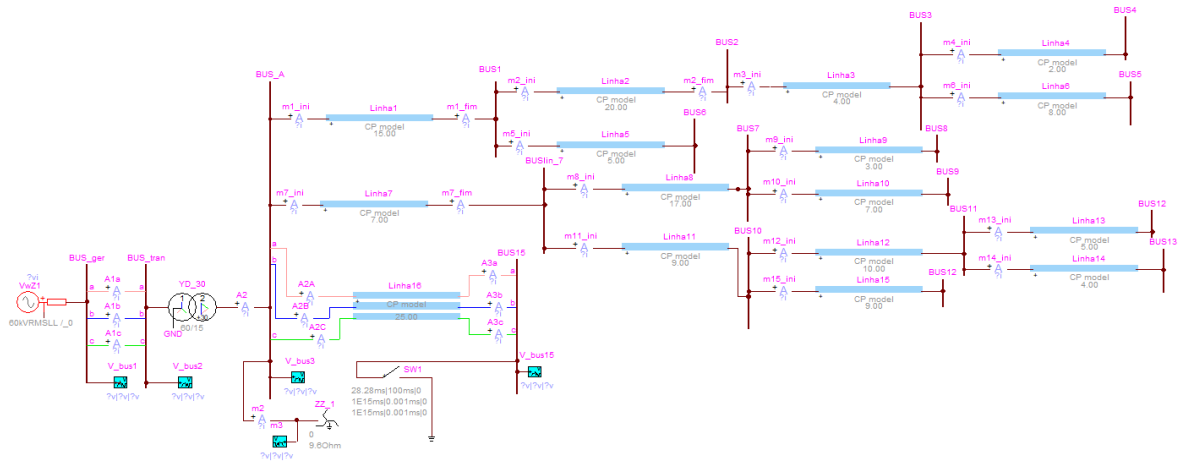 BUS_A
m1_ini
Linha1
CP model
15.00
m1_fim
BUS1
m2_ini
Linha2
CP model
20.00
m2_fim
BUS2
m3_ini
Linha3
CP model
4.00
BUS3
m4_ini
Linha4
CP model
2.00
BUS4
m6_ini
Linha6
CP model
8.00
BUS5
m5_ini
Linha5
CP model
5.00
BUS6
m7_ini
Linha7
CP model
7.00
m7_fim
BUSlin_7
m8_ini
Linha8
CP model
17.00
BUS7
m9_ini
Linha9
CP model
3.00
BUS8
m10_ini
Linha10
CP model
7.00
BUS9
m11_ini
Linha11
CP model
9.00
BUS10
m12_ini
Linha12
CP model
10.00
BUS11
m13_ini
Linha13
CP model
5.00
BUS12
m14_ini
Linha14
CP model
4.00
BUS13
m15_ini
Linha15
CP model
9.00
BUS12
?vi
VwZ1
60kVRMSLL /_0
BUS_ger
A1a
A1b
A1c
a a
b b
c c
BUS_tran
YD_30
1 2
+30
60/15
GND
A2
V_bus1
?v|?v|?v
V_bus2
?v|?v|?v
a
b
c
A2A
A2B
A2C
Linha16
CP model
25.00
A3a
A3b
A3c
a
b
c
BUS15
V_bus3
?v|?v|?v
SW1
28.28ms|100ms|0
1E15ms|0.001ms|0
1E15ms|0.001ms|0
V_bus15
?v|?v|?v
m2
m3
?v|?v|?v
ZZ_1
0
9.6Ohm